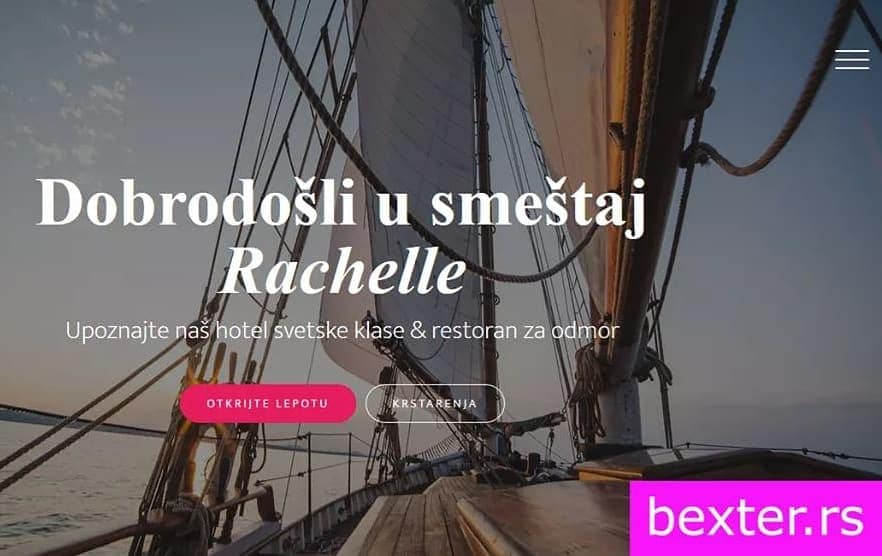 Dobrodošli u smeštaj
Rachelle
Upoznajte naš hotel svetske klase & restoran za odmor
OTKRIJTE LEPOTU
KRSTARENJA
bexter.rs